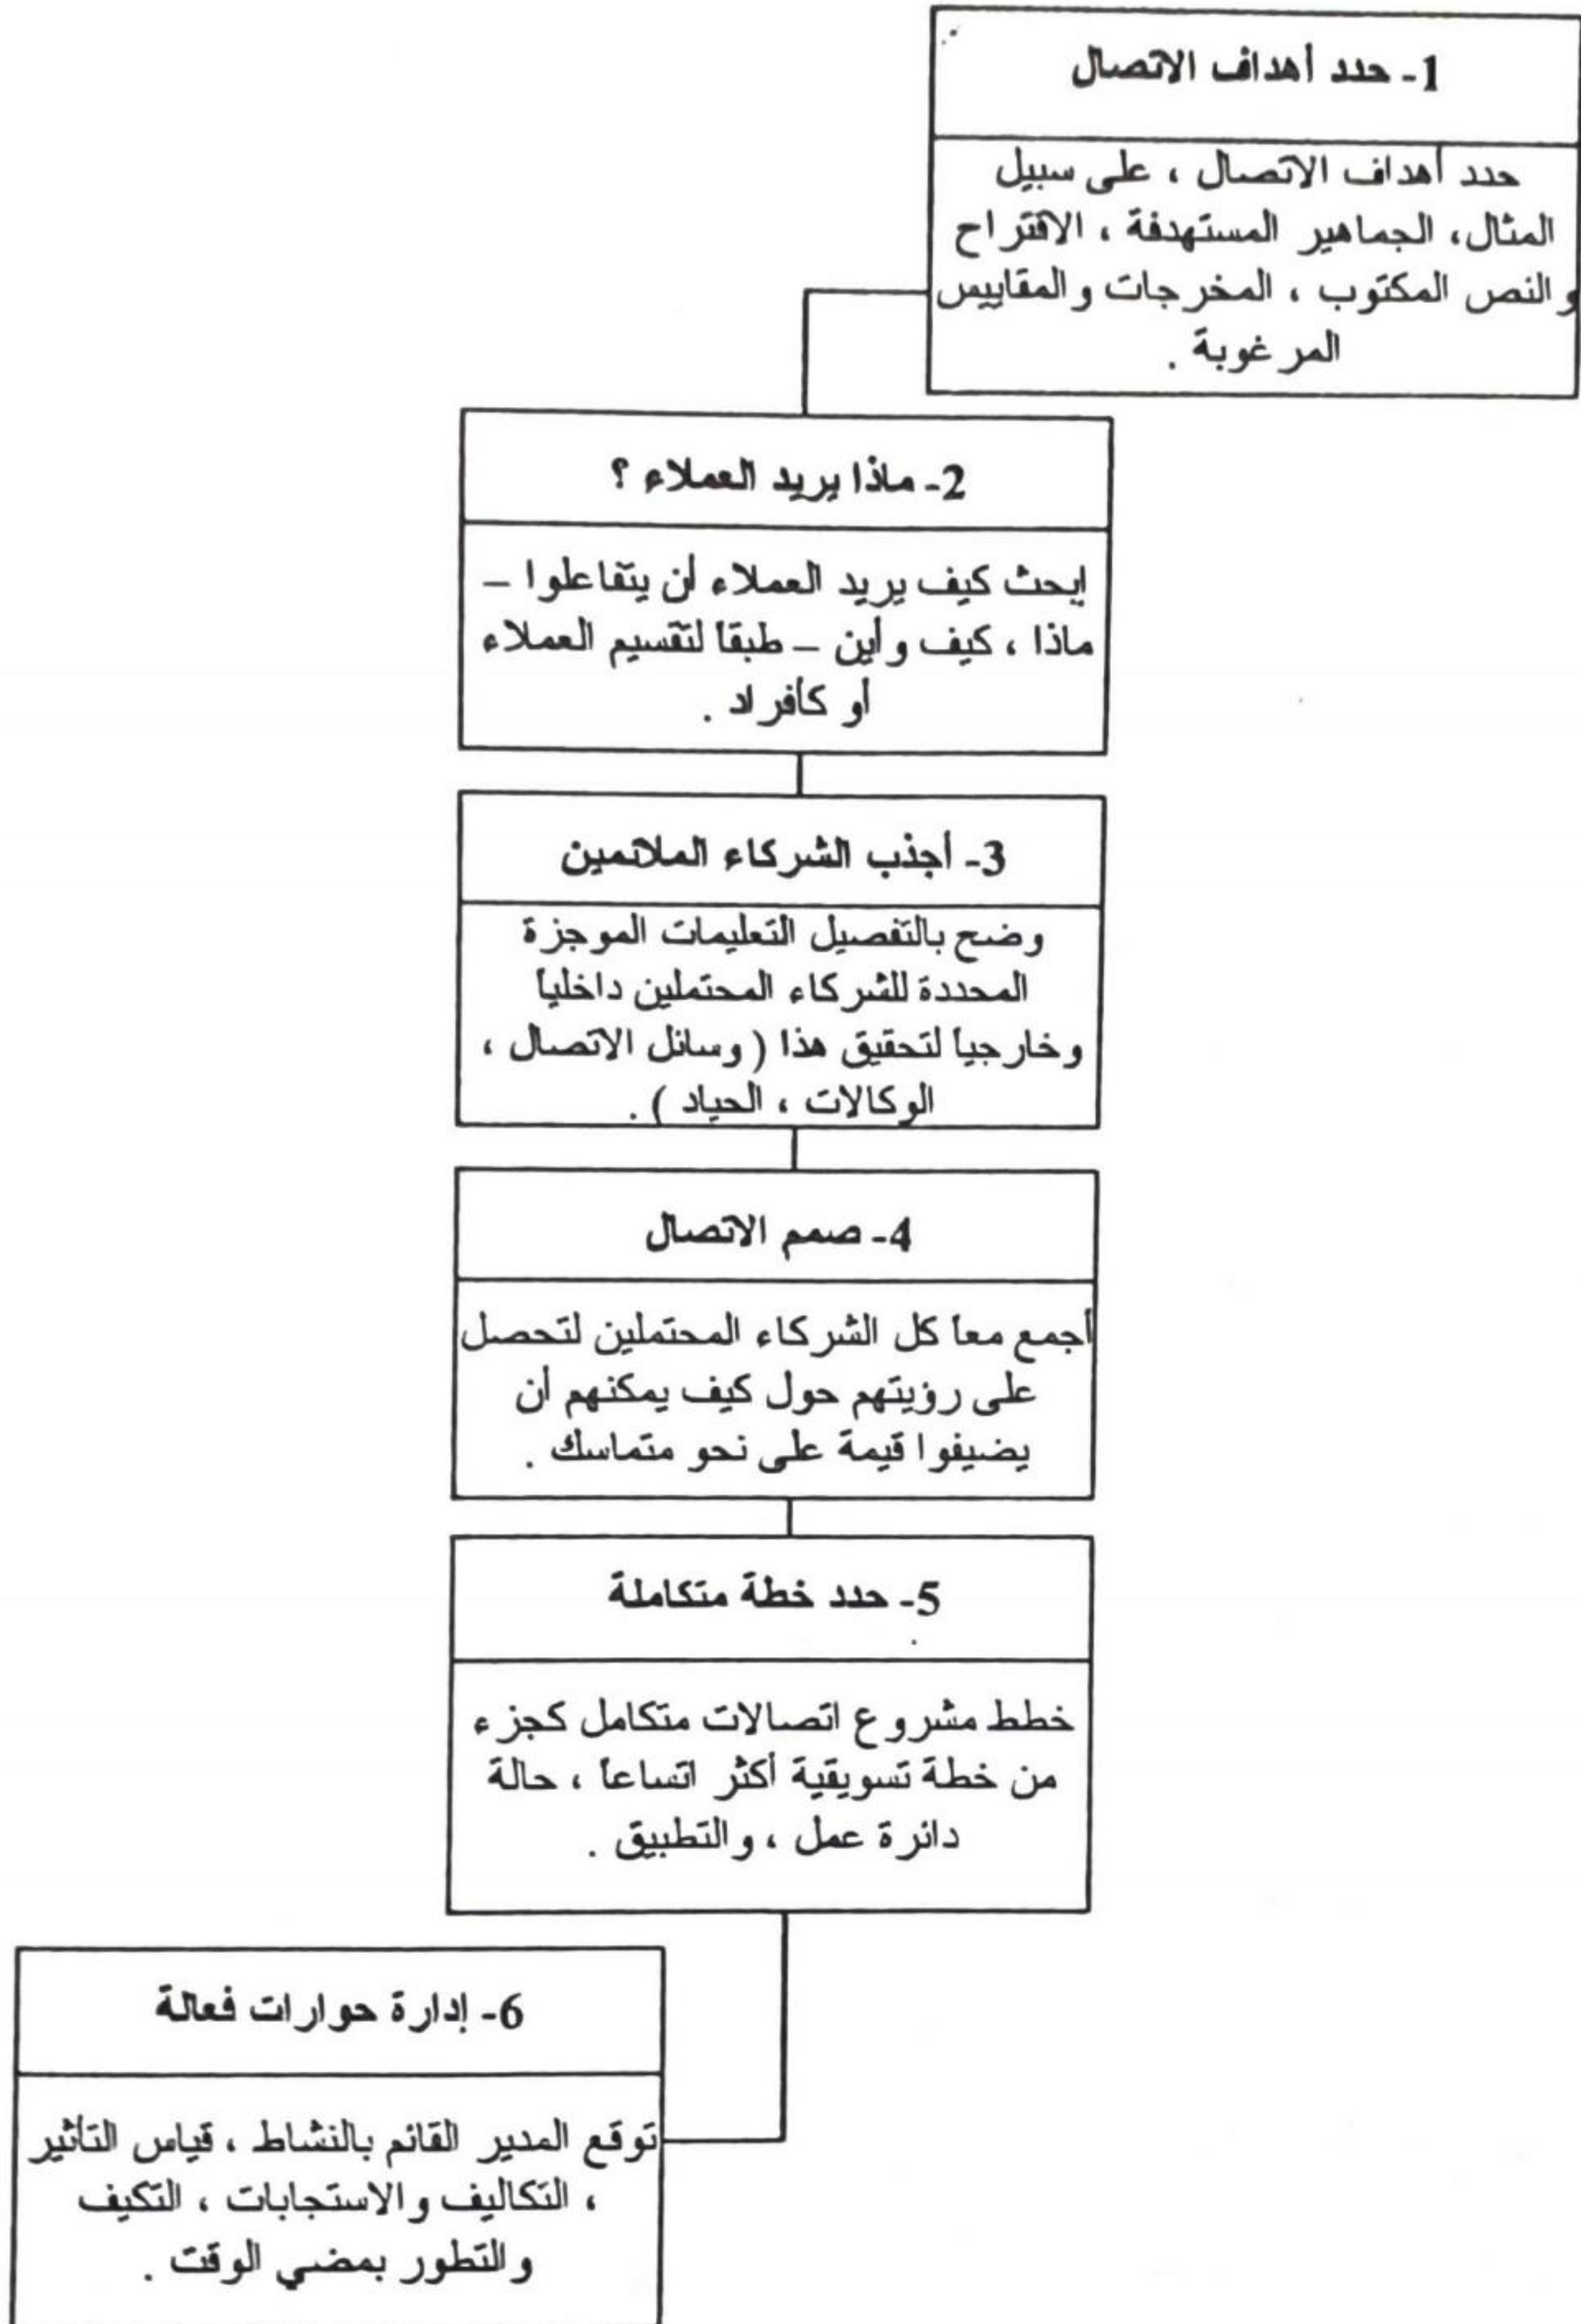 1- حدد أهداف الاتصال
حدد أهداف الاتصال ، على سبيل
المثال، الجماهير المستهدفة ، الاقتراح
والنص المكتوب ، المخرجات والمقاييس
المرغوبة .
2- ماذا يريد العملاء ؟
إبحث كيف يريد العملاء أن يتفاعلوا –
ماذا ، كيف وأين – طبقاً لتقسيم العملاء
أو كأفراد .
3- أجذب الشركاء الملائمين
وضح بالتفصيل التعليمات الموجزة
المحددة للشركاء المحتملين داخلياً
وخارجياً لتحقيق هذا ( وسائل الاتصال ،
الوكالات ، الحياد ) .
4- صمم الاتصال
أجمع معا كل الشركاء المحتملين لتحصل
على رؤيتهم حول كيف يمكنهم أن
يضيفوا قيمة على نحو متماسك .
5- حدد خطة متكاملة
خطط مشروع اتصالات متكامل كجزء
من خطة تسويقية أكثر اتساعاً ، حالة
دائرة عمل ، والتطبيق .
6- إدارة حوارات فعالة
توقع المدير القائم بالنشاط ، قياس التأثير
، التكاليف والاستجابات ، التكيف
والتطور بمضي الوقت .